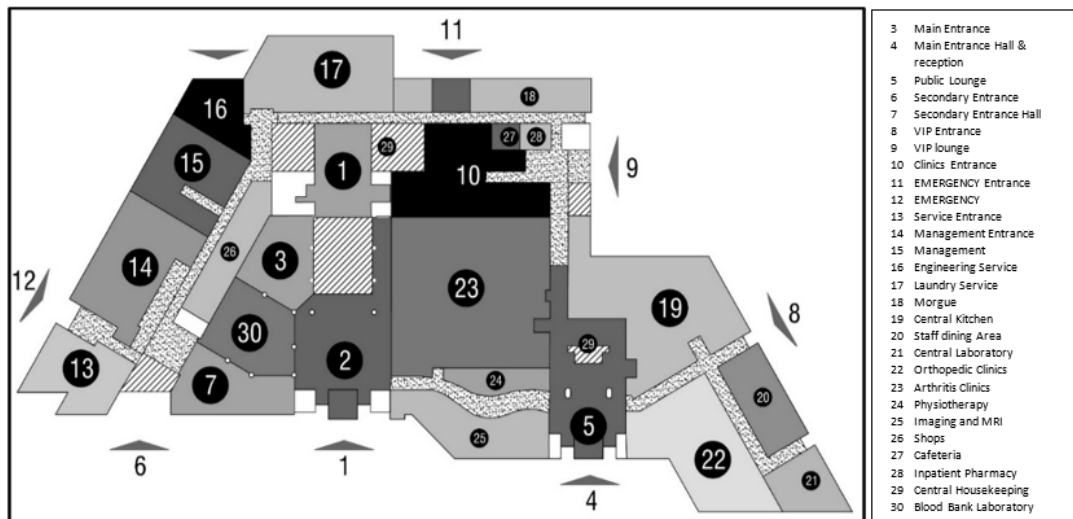 11
17
16
18
27
28
29
15
1
10
9
26
3
14
12
23
19
8
30
13
7
2
29
24
20
25
5
22
21
6
1
4
3 Main Entrance
4 Main Entrance Hall &
reception
5 Public Lounge
6 Secondary Entrance
7 Secondary Entrance Hall
8 VIP Entrance
9 VIP lounge
10 Clinics Entrance
11 EMERGENCY Entrance
12 EMERGENCY
13 Service Entrance
14 Management Entrance
15 Management
16 Engineering Service
17 Laundry Service
18 Morgue
19 Central Kitchen
20 Staff dining Area
21 Central Laboratory
22 Orthopedic Clinics
23 Arthritis Clinics
24 Physiotherapy
25 Imaging and MRI
26 Shops
27 Cafeteria
28 Inpatient Pharmacy
29 Central Housekeeping
30 Blood Bank Laboratory